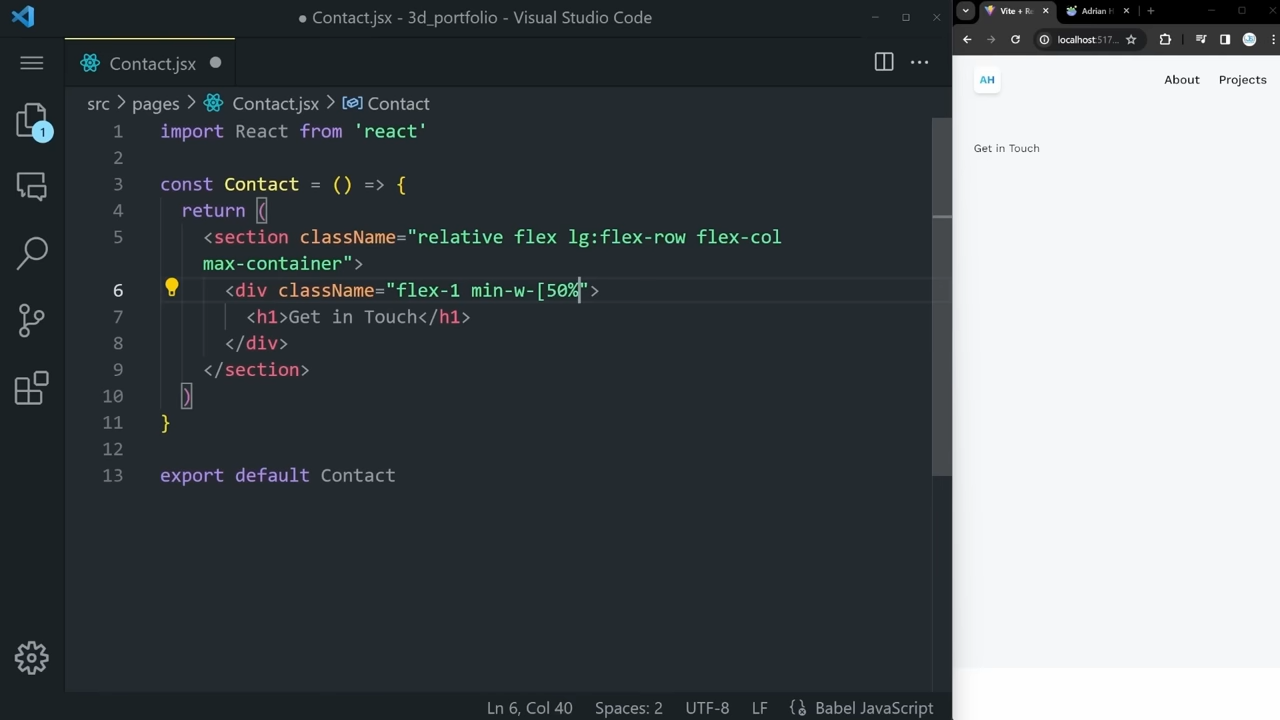 ● Contact.jsx - 3d_portfolio - Visual Studio Code
Contact.jsx ●
src > pages > Contact.jsx > Contact
1 import React from 'react'
2
3 const Contact = () => {
4 return (
5 <section className="relative flex lg:flex-row flex-col
max-container">
6 <div className="flex-1 min-w-[50%">
7 <h1>Get in Touch</h1>
8 </div>
9 </section>
10 )
11 }
12
13 export default Contact
1
Ln 6, Col 40 Spaces: 2 UTF-8 LF Babel JavaScript
Vite + Re
Adrian H
localhost:517...
AH About Projects
Get in Touch